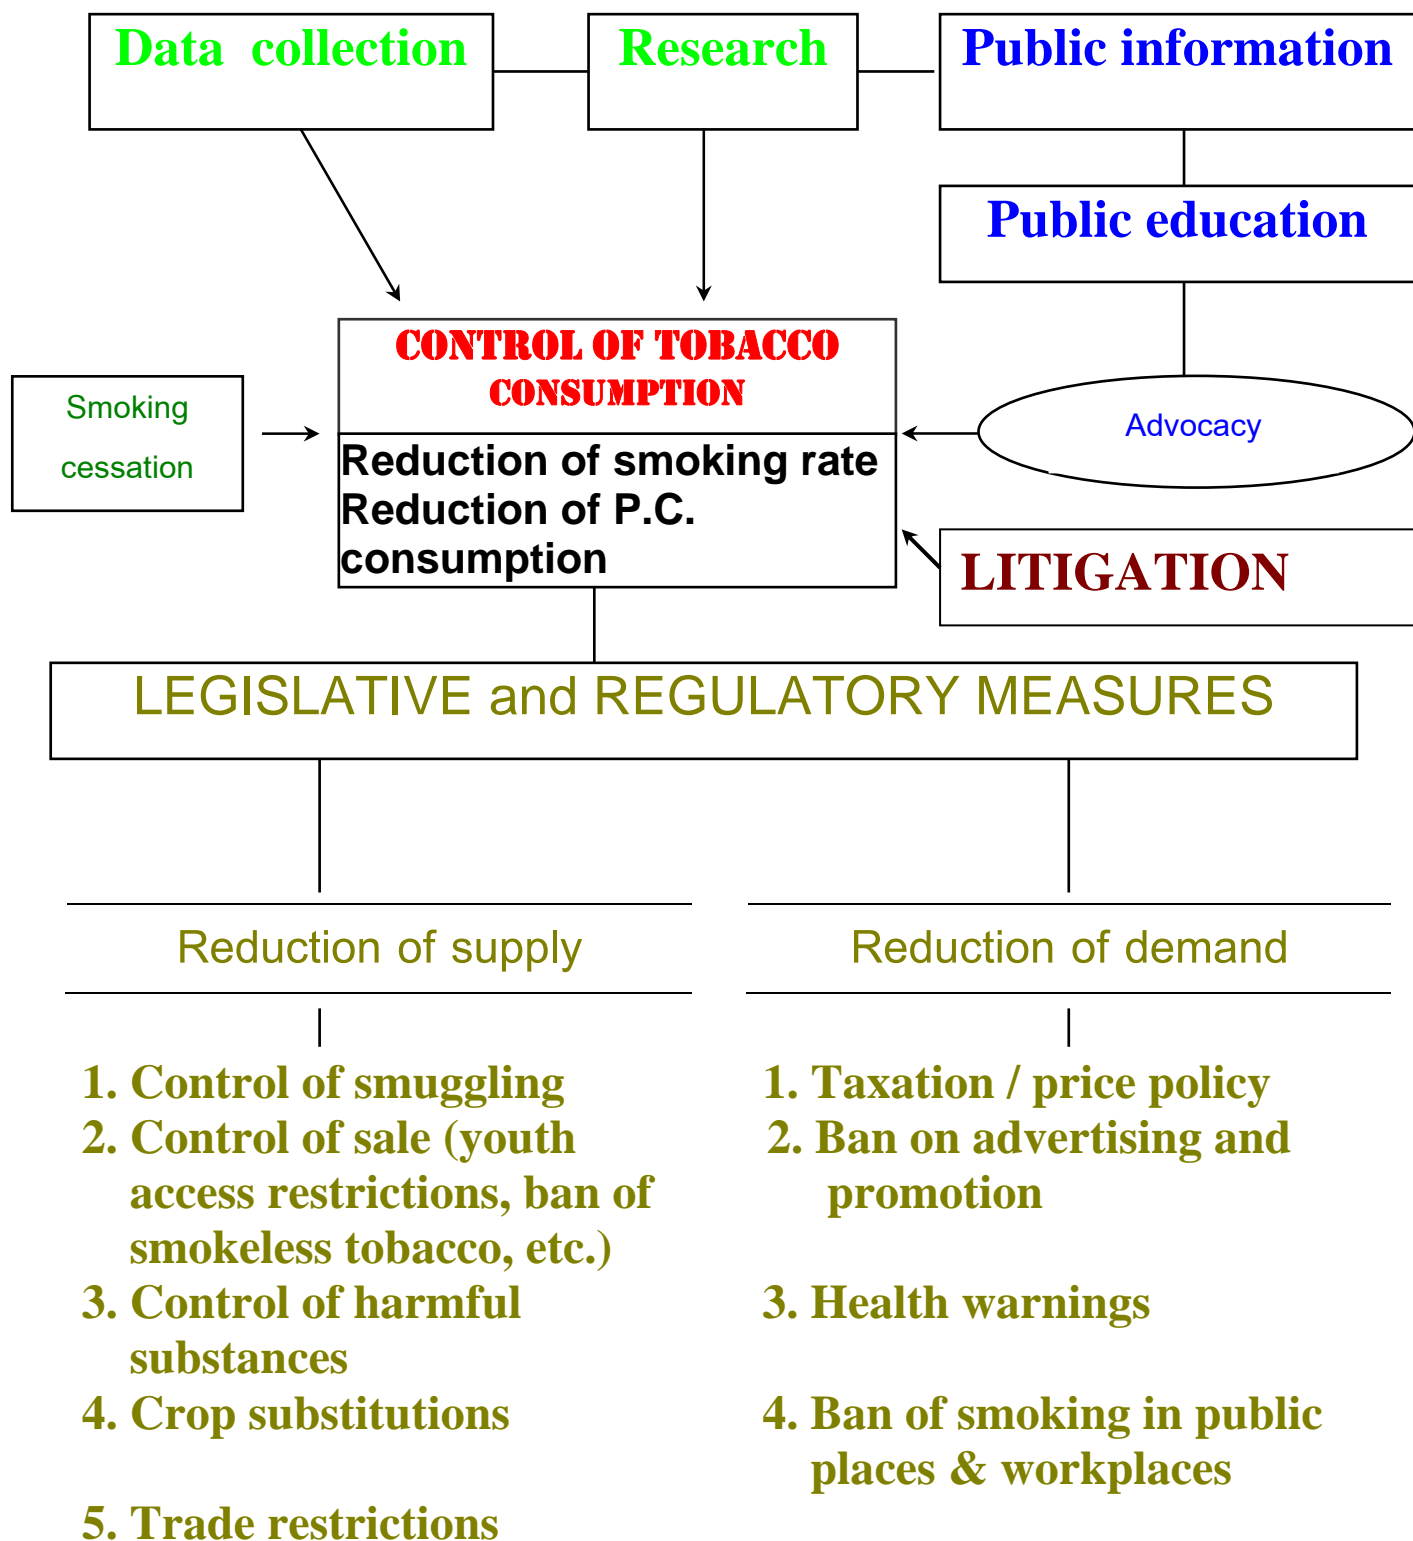 Data collection
Research
Public information
Public education
CONTROL OF TOBACCO
CONSUMPTION
Smoking
cessation
Advocacy
Reduction of smoking rate
Reduction of P.C.
consumption
LITIGATION
LEGISLATIVE and REGULATORY MEASURES
Reduction of supply
Reduction of demand
1. Control of smuggling
2. Control of sale (youth
access restrictions, ban of
smokeless tobacco, etc.)
3. Control of harmful
substances
4. Crop substitutions
5. Trade restrictions
1. Taxation / price policy
2. Ban on advertising and
promotion
3. Health warnings
4. Ban of smoking in public
places & workplaces